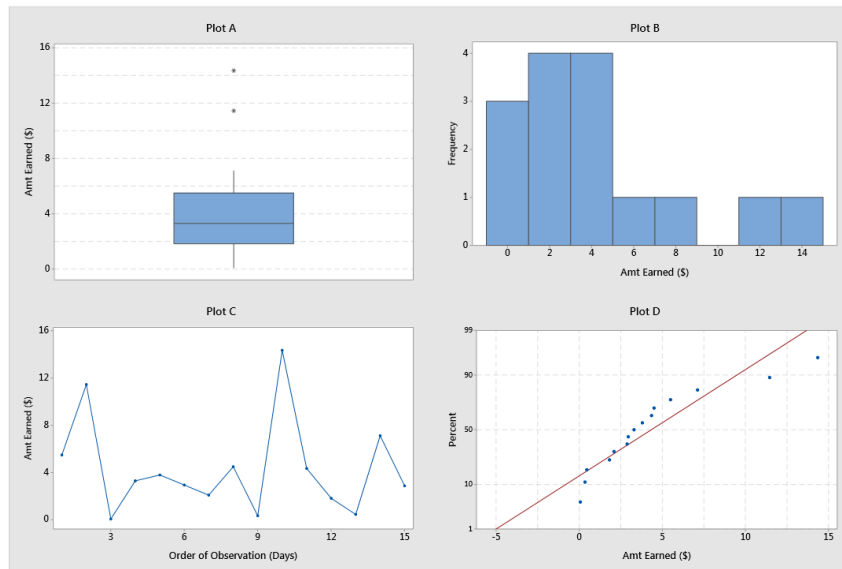 Plot A
16
12
8
4
0
Amt Earned ($)
Plot B
4
3
2
1
0
Frequency
0 2 4 6 8 10 12 14
Amt Earned ($)
Plot C
16
12
8
4
0
Amt Earned ($)
3 6 9 12 15
Order of Observation (Days)
Plot D
99
90
50
10
1
Percent
-5 0 5 10 15
Amt Earned ($)